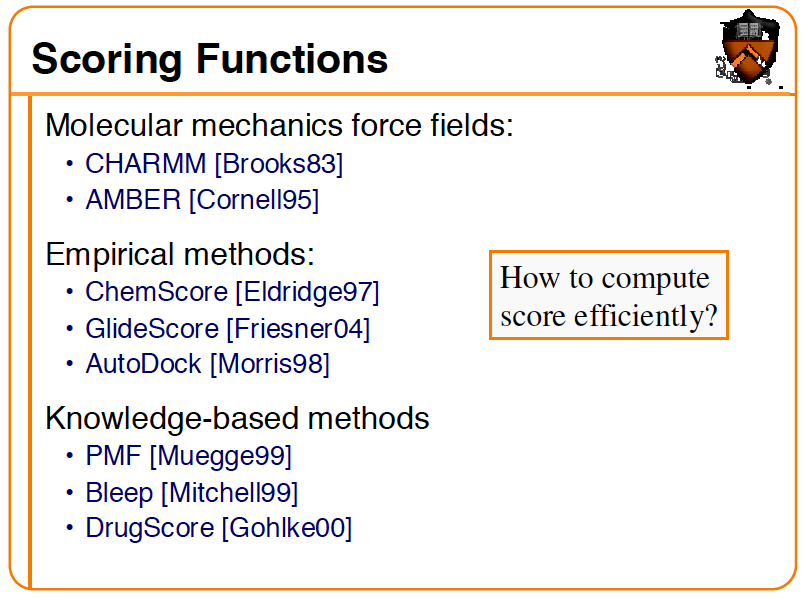 Scoring Functions
Molecular mechanics force fields:
• CHARMM [Brooks83]
• AMBER [Cornell95]
Empirical methods:
• ChemScore [Eldridge97]
• GlideScore [Friesner04]
• AutoDock [Morris98]
How to compute
score efficiently?
Knowledge-based methods
• PMF [Muegge99]
• Bleep [Mitchell99]
• DrugScore [Gohlke00]